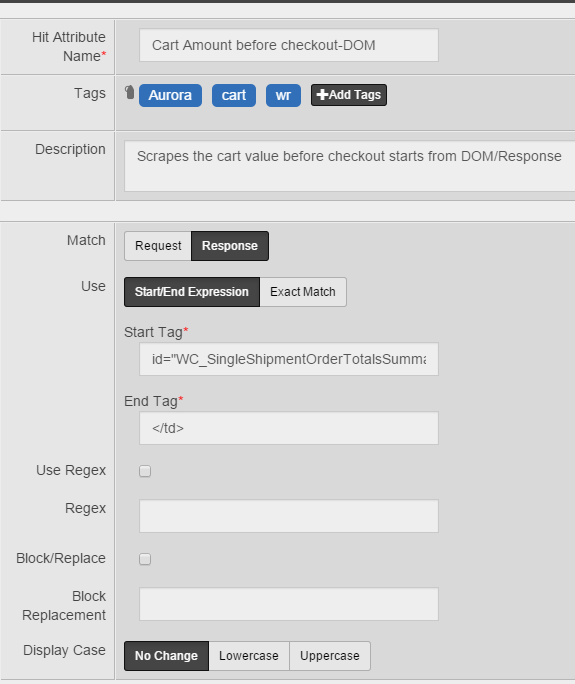 Hit Attribute
Name*
Cart Amount before checkout-DOM
Tags
Aurora cart wr +Add Tags
Description
Scrapes the cart value before checkout starts from DOM/Response
Match
Request Response
Use
Start/End Expression Exact Match
Start Tag*
id="WC_SingleShipmentOrderTotalsSumma
End Tag*
</td>
Use Regex
Regex
Block/Replace
Block
Replacement
Display Case
No Change Lowercase Uppercase